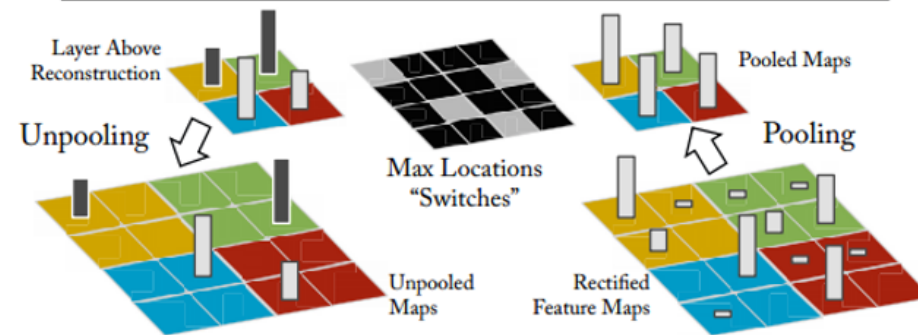 Layer Above
Reconstruction
Pooled Maps
Unpooling
Max Locations
“Switches”
Pooling
Unpooled
Maps
Rectified
Feature Maps